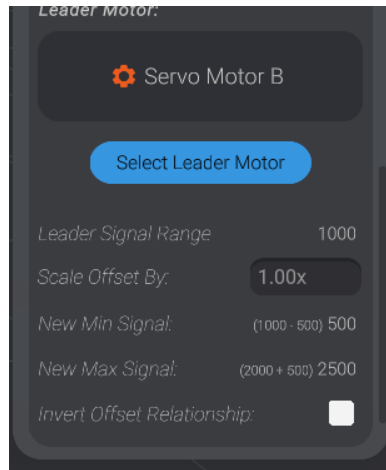 Leader Motor:
Servo Motor B
Select Leader Motor
Leader Signal Range 1000
Scale Offset By: 1.00x
New Min Signal: (1000 - 500) 500
New Max Signal: (2000 + 500) 2500
Invert Offset Relationship: